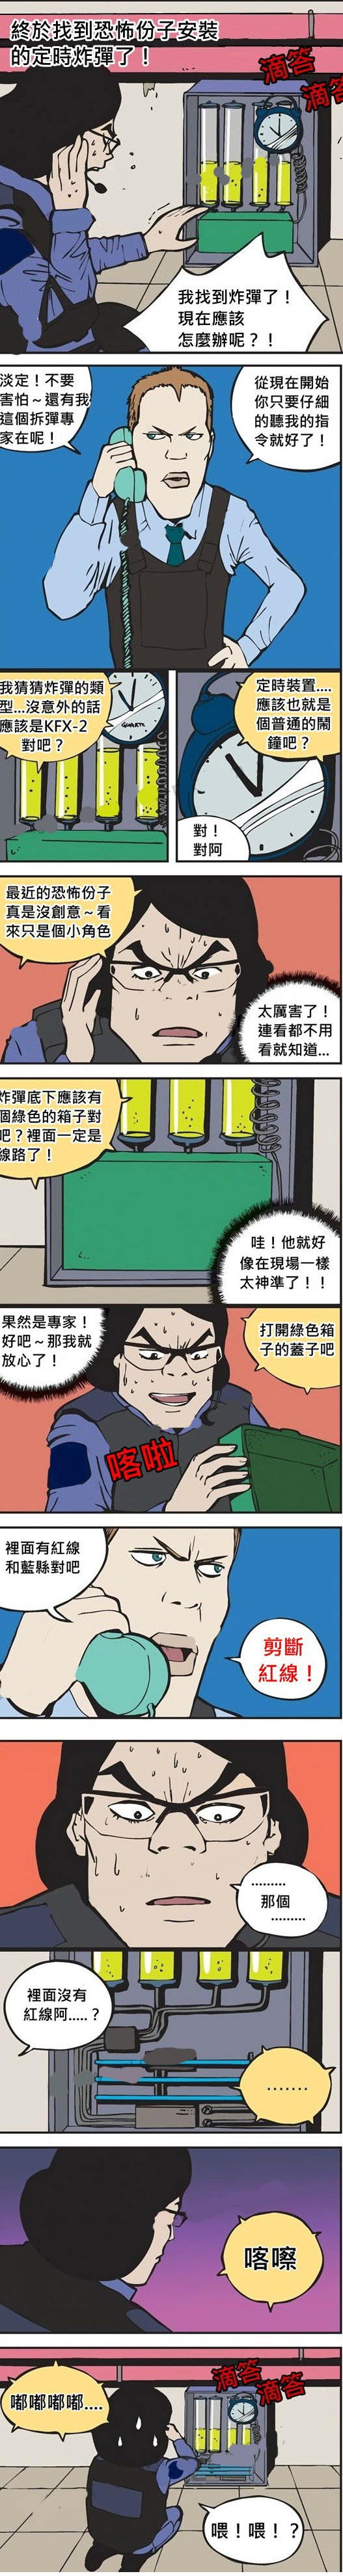 終於找到恐怖份子安裝
的定時炸彈了！
滴答
滴答
我找到炸彈了！
現在應該
怎麼辦呢？！
淡定！不要
害怕～還有我
這個拆彈專
家在呢！
從現在開始
你只要仔細
的聽我的指
令就好了！
我猜猜炸彈的類
型...沒意外的話
應該是KFX-2
對吧？
QUARTZ
定時裝置....
應該也就是
個普通的鬧
鐘吧？
對！
對阿
最近的恐怖份子
真是沒創意～看
來只是個小角色
太厲害了！
連看都不用
看就知道...
炸彈底下應該有
個綠色的箱子對
吧？裡面一定是
線路了！
哇！他就好
像在現場一樣
太神準了！！
果然是專家！
好吧～那我就
放心了！
打開綠色箱
子的蓋子吧
喀啦
裡面有紅線
和藍縣對吧
剪斷
紅線！
.........
那個
.........
裡面沒有
紅線阿.....？
.......
喀嚓
滴答
滴答
嘟嘟嘟嘟....
喂！喂！？